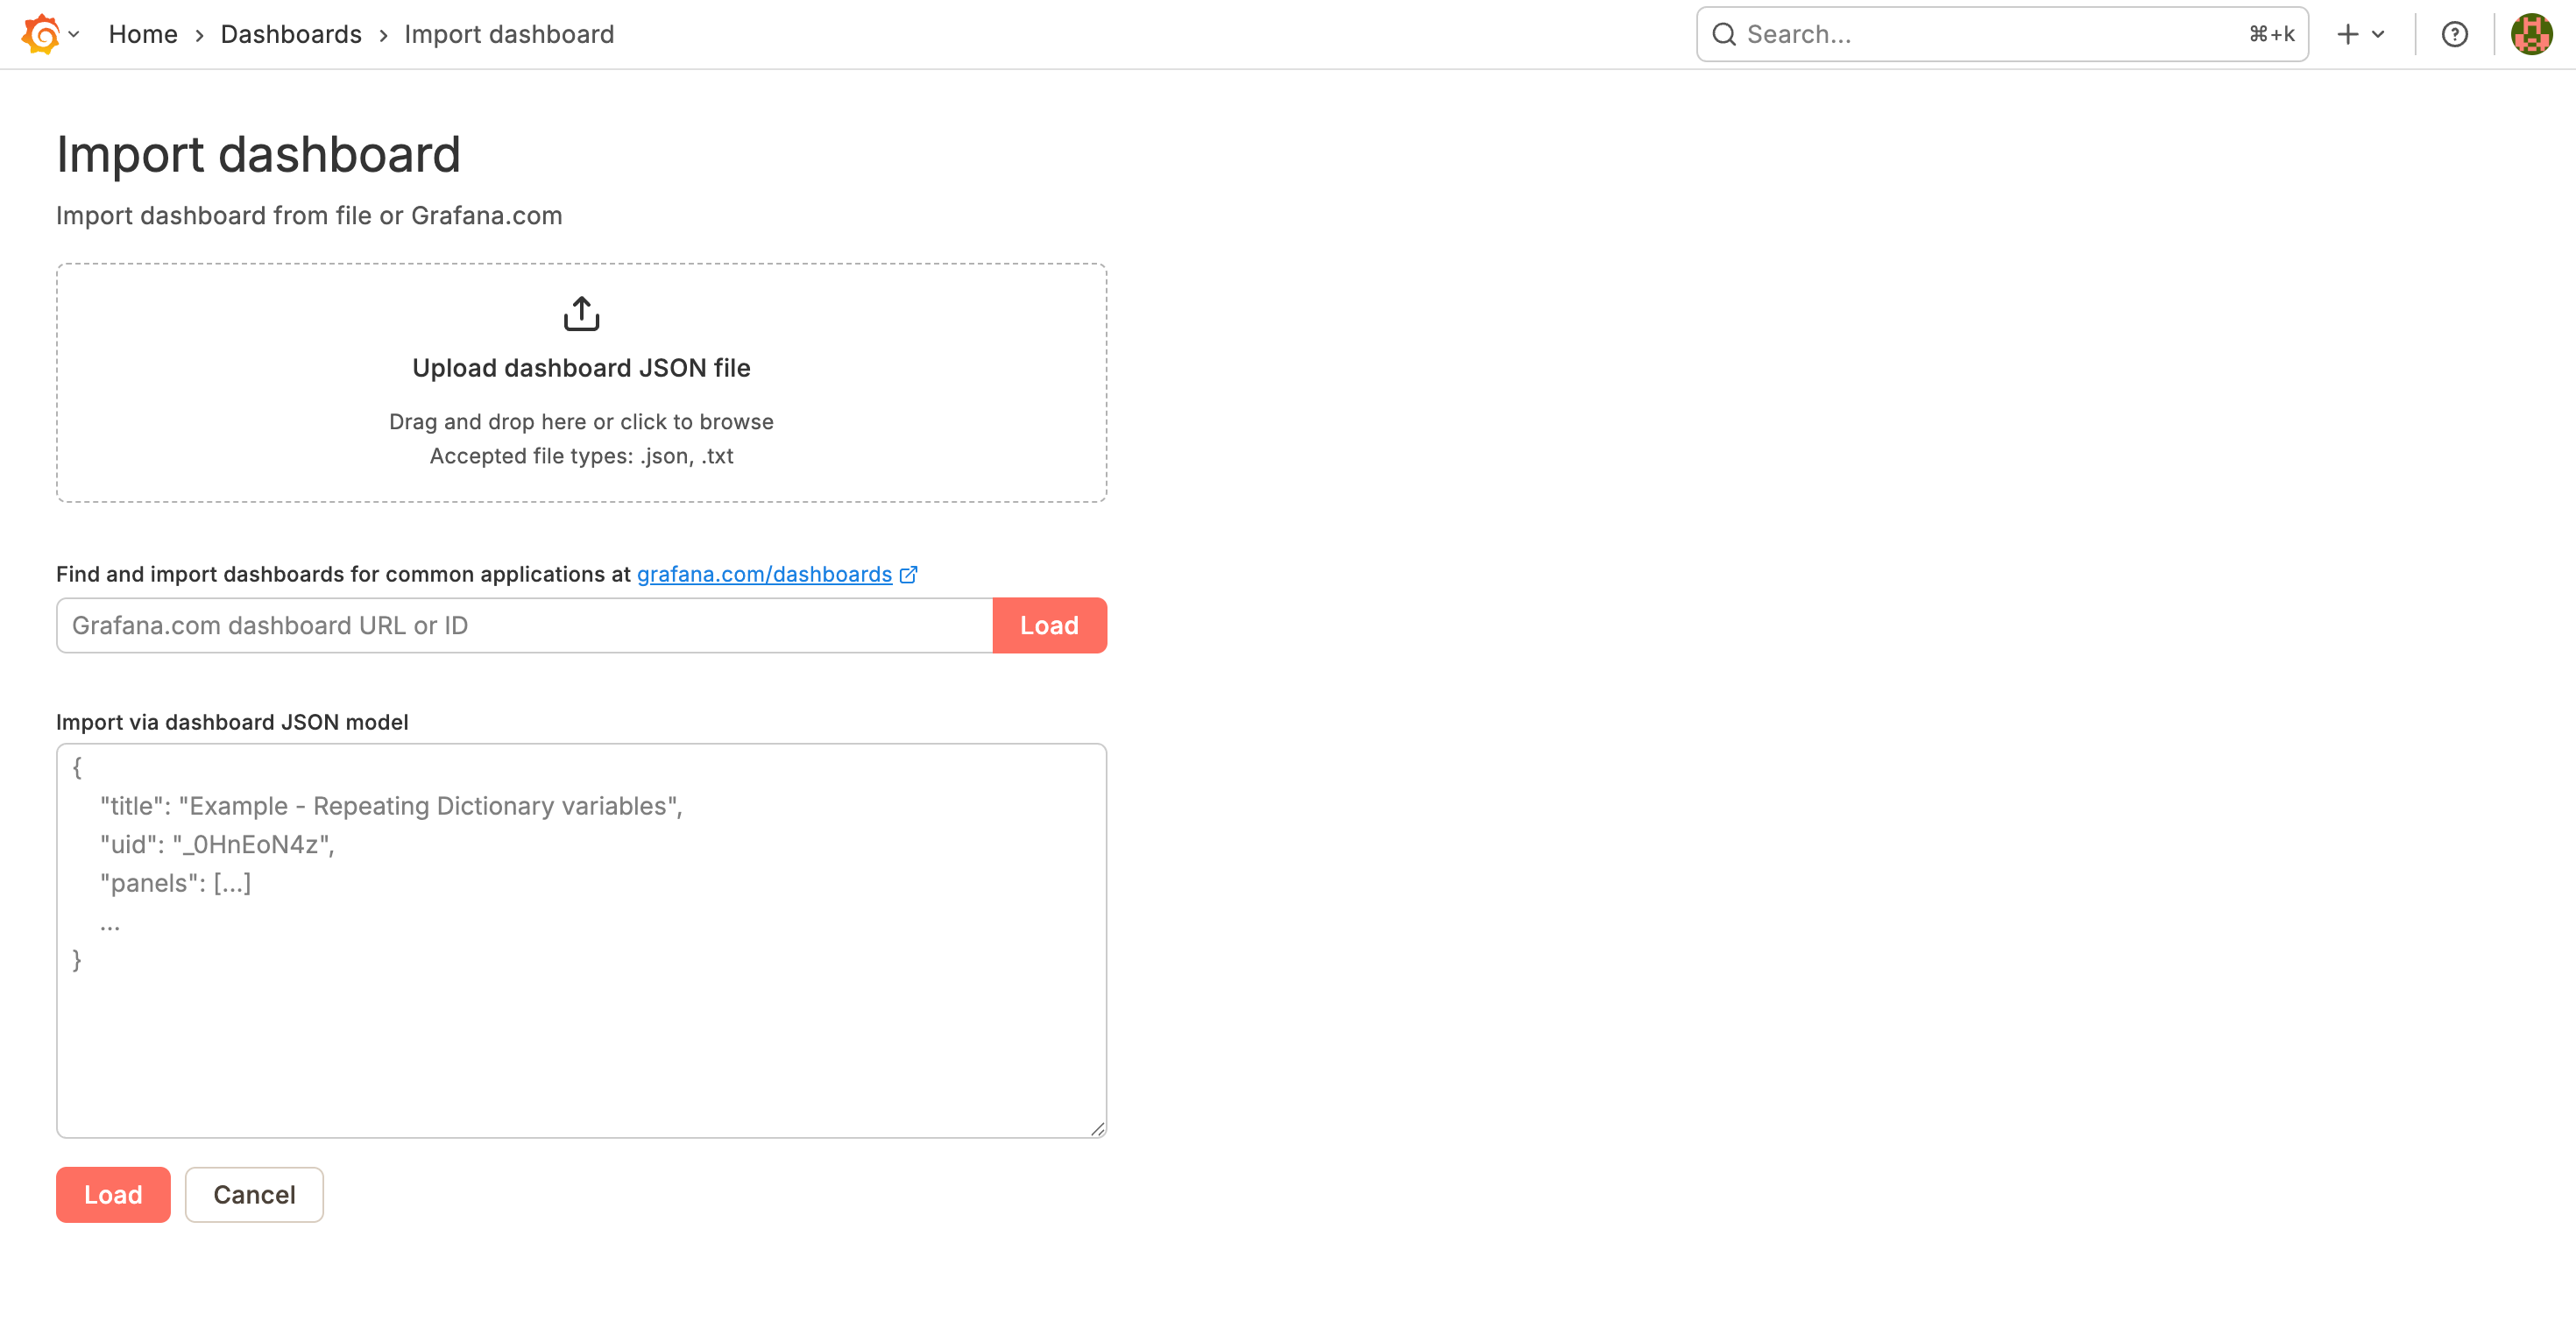 Home › Dashboards › Import dashboard
Search...
⌘+k
Import dashboard
Import dashboard from file or Grafana.com
Upload dashboard JSON file
Drag and drop here or click to browse
Accepted file types: .json, .txt
Find and import dashboards for common applications at grafana.com/dashboards
Grafana.com dashboard URL or ID
Load
Import via dashboard JSON model
{
"title": "Example - Repeating Dictionary variables",
"uid": "_0HnEoN4z",
"panels": [...]
...
}
Load
Cancel